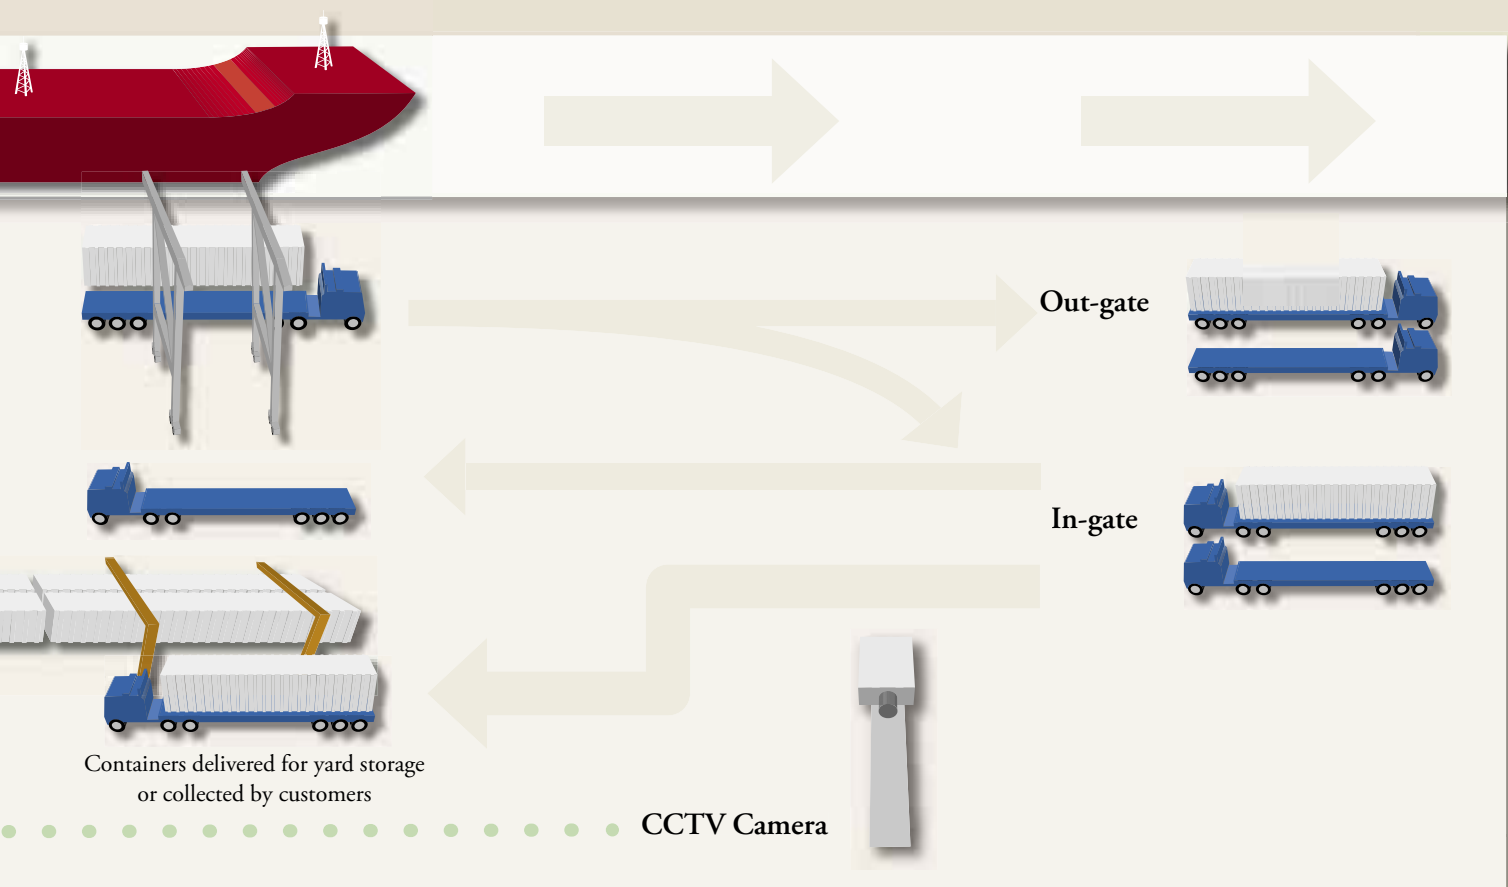 Out-gate
In-gate
Containers delivered for yard storage
or collected by customers
CCTV Camera